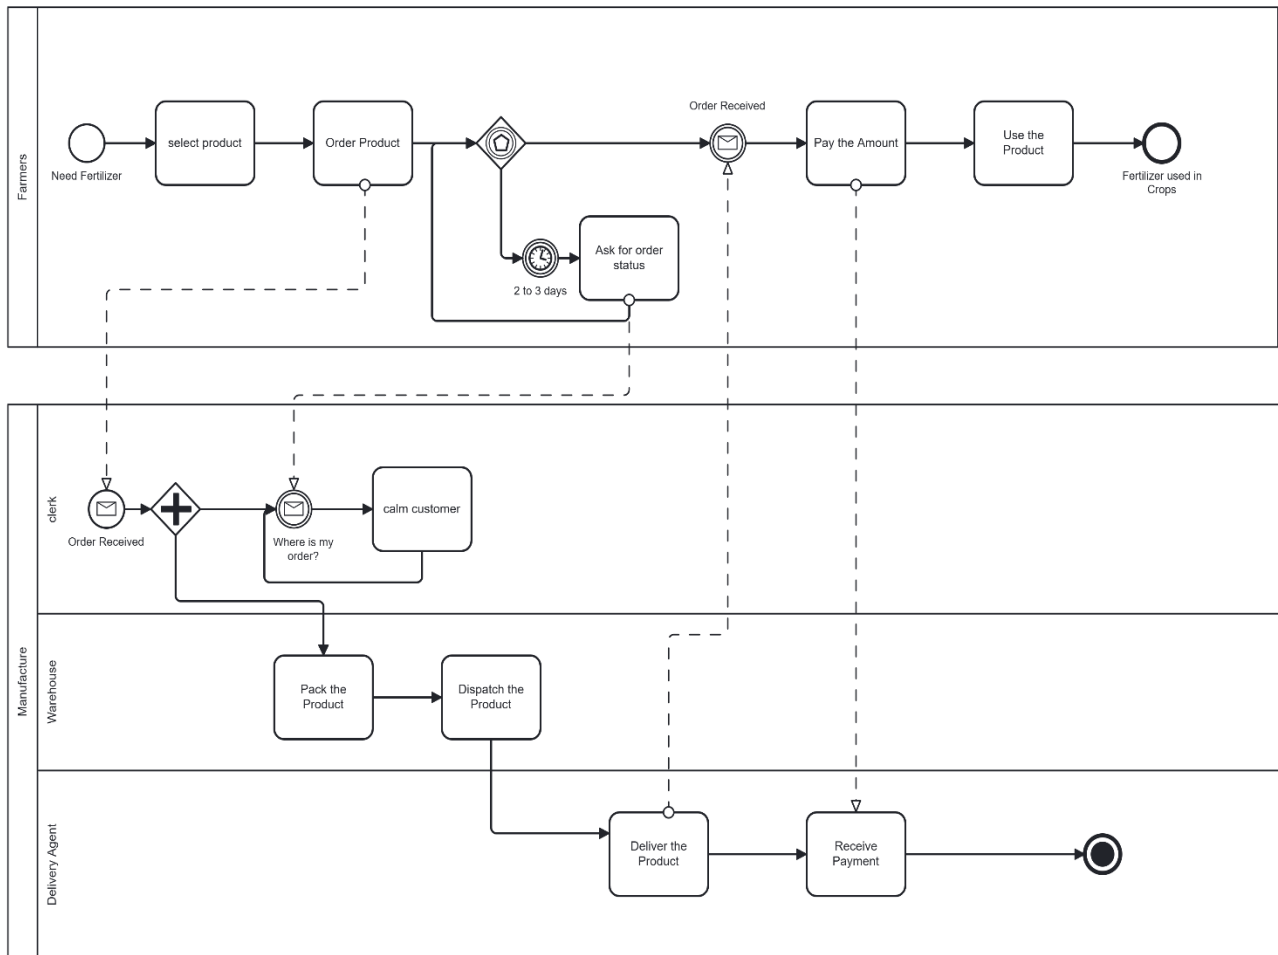 Farmers
Need Fertilizer
select product
Order Product
2 to 3 days
Ask for order
status
Order Received
Pay the Amount
Use the
Product
Fertilizer used in
Crops
Manufacture
clerk
Order Received
Where is my
order?
calm customer
Warehouse
Pack the
Product
Dispatch the
Product
Delivery Agent
Deliver the
Product
Receive
Payment